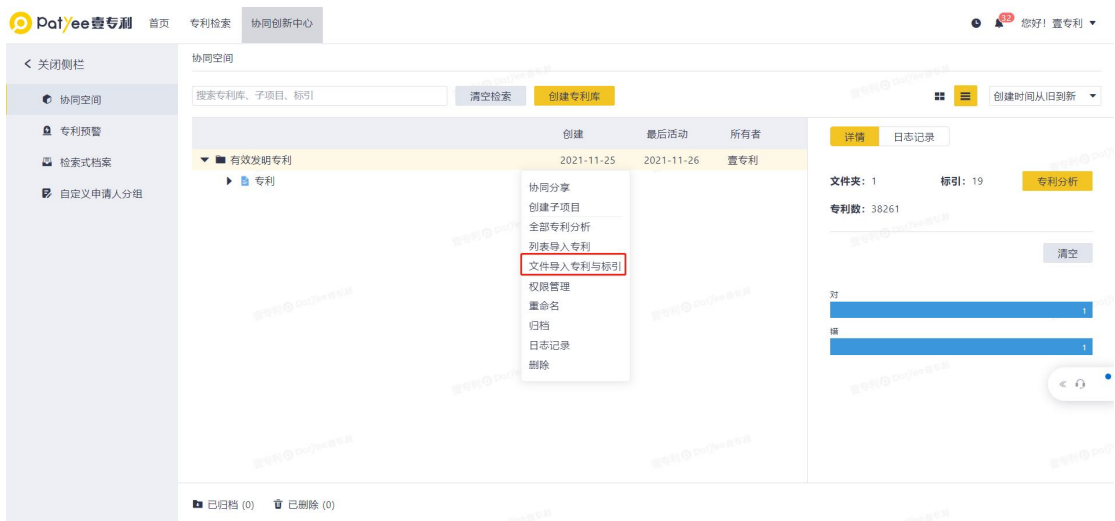 Patyee壹专利 首页 专利检索 协同创新中心 32 您好！壹专利
关闭侧栏
协同空间
专利预警
检索式档案
自定义申请人分组
协同空间
搜索专利库、子项目、标引 清空检索 创建专利库 创建时间从旧到新
创建 最后活动 所有者
有效发明专利 2021-11-25 2021-11-26 壹专利
专利
协同分享
创建子项目
全部专利分析
列表导入专利
文件导入专利与标引
权限管理
重命名
归档
日志记录
删除
详情 日志记录
文件夹：1 标引：19 专利分析
专利数：38261
清空
对
1
横
1
已归档 (0) 已删除 (0)